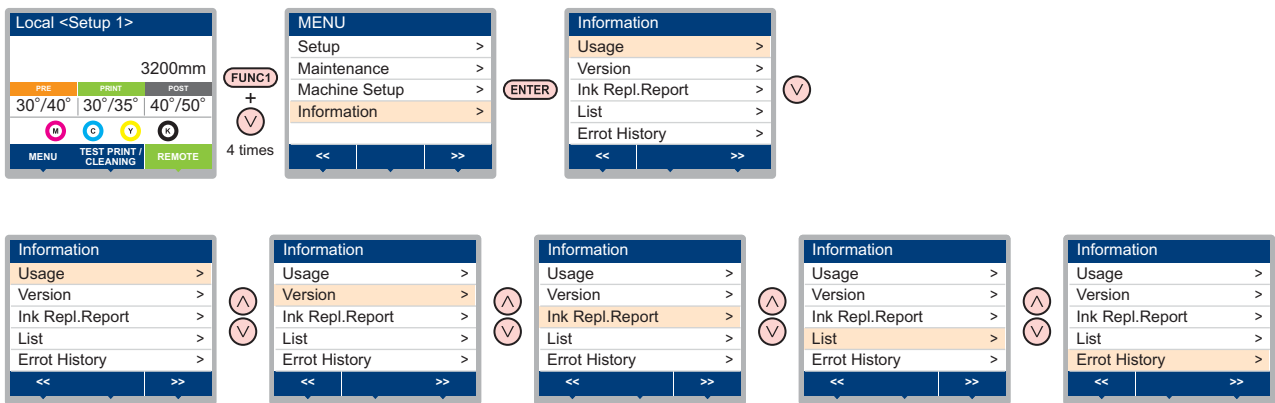 Local <Setup 1>
3200mm
PRE PRINT POST
30°/40° 30°/35° 40°/50°
M C Y K
MENU TEST PRINT / CLEANING REMOTE
FUNC1
+
4 times
MENU
Setup >
Maintenance >
Machine Setup >
Information >
<< >>
ENTER
Information
Usage >
Version >
Ink Repl.Report >
List >
Errot History >
<< >>
Information
Usage >
Version >
Ink Repl.Report >
List >
Errot History >
<< >>
Information
Usage >
Version >
Ink Repl.Report >
List >
Errot History >
<< >>
Information
Usage >
Version >
Ink Repl.Report >
List >
Errot History >
<< >>
Information
Usage >
Version >
Ink Repl.Report >
List >
Errot History >
<< >>
Information
Usage >
Version >
Ink Repl.Report >
List >
Errot History >
<< >>